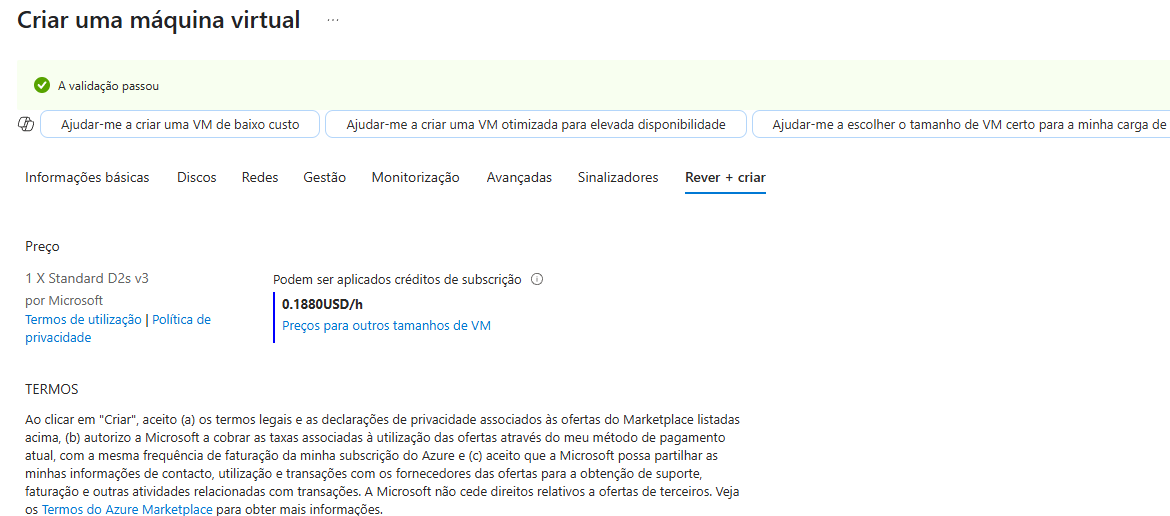 Criar uma máquina virtual ...
A validação passou
Ajudar-me a criar uma VM de baixo custo
Ajudar-me a criar uma VM otimizada para elevada disponibilidade
Ajudar-me a escolher o tamanho de VM certo para a minha carga de
Informações básicas Discos Redes Gestão Monitorização Avançadas Sinalizadores Rever + criar
Preço
1 X Standard D2s v3
por Microsoft
Termos de utilização | Política de
privacidade
Podem ser aplicados créditos de subscrição
0.1880USD/h
Preços para outros tamanhos de VM
TERMOS
Ao clicar em "Criar", aceito (a) os termos legais e as declarações de privacidade associados às ofertas do Marketplace listadas
acima, (b) autorizo a Microsoft a cobrar as taxas associadas à utilização das ofertas através do meu método de pagamento
atual, com a mesma frequência de faturação da minha subscrição do Azure e (c) aceito que a Microsoft possa partilhar as
minhas informações de contacto, utilização e transações com os fornecedores das ofertas para a obtenção de suporte,
faturação e outras atividades relacionadas com transações. A Microsoft não cede direitos relativos a ofertas de terceiros. Veja
os Termos do Azure Marketplace para obter mais informações.